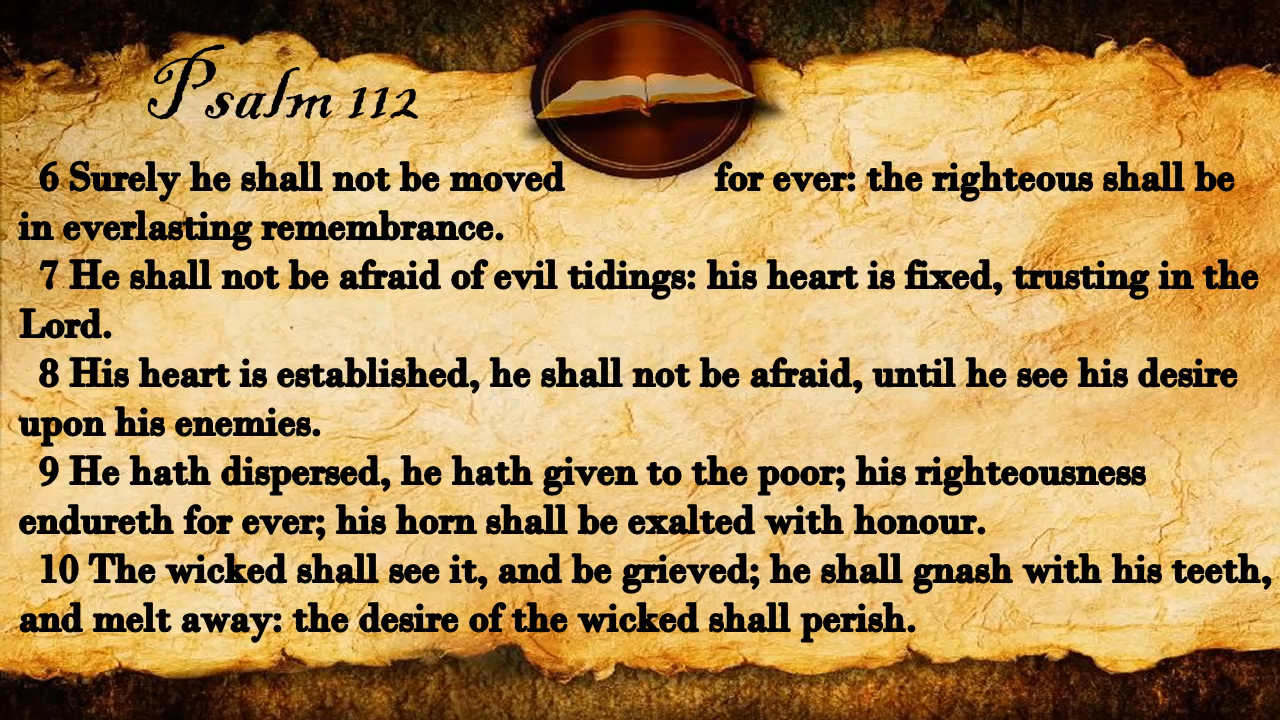 Psalm 112
6 Surely he shall not be moved for ever: the righteous shall be
in everlasting remembrance.
7 He shall not be afraid of evil tidings: his heart is fixed, trusting in the
Lord.
8 His heart is established, he shall not be afraid, until he see his desire
upon his enemies.
9 He hath dispersed, he hath given to the poor; his righteousness
endureth for ever; his horn shall be exalted with honour.
10 The wicked shall see it, and be grieved; he shall gnash with his teeth,
and melt away: the desire of the wicked shall perish.